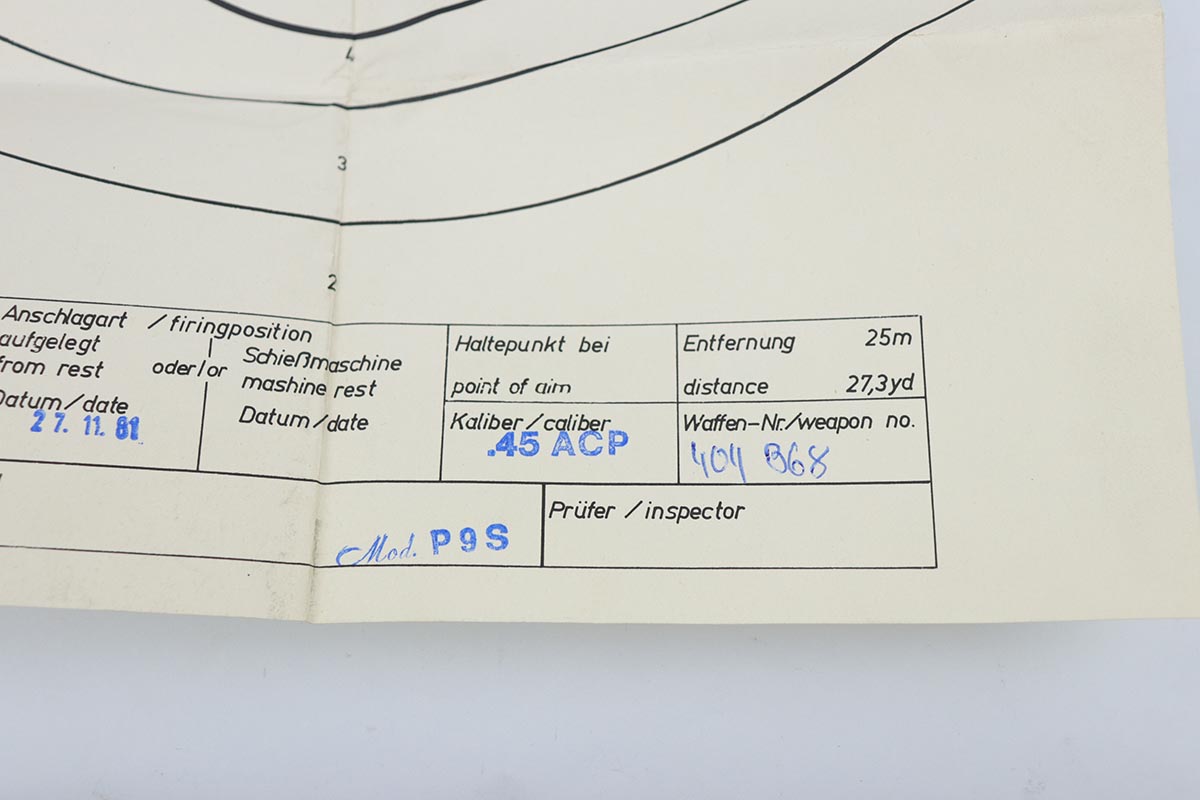 4
3
2
Anschlagart / firingposition
aufgelegt
from rest
oder/or
Schießmaschine
mashine rest
Datum/date
27. 11. 81
Datum/date
Haltepunkt bei
point of aim
Entfernung 25m
distance 27,3yd
Kaliber/caliber
.45 ACP
Waffen-Nr./weapon no.
404 868
Mod. P9S
Prüfer / inspector